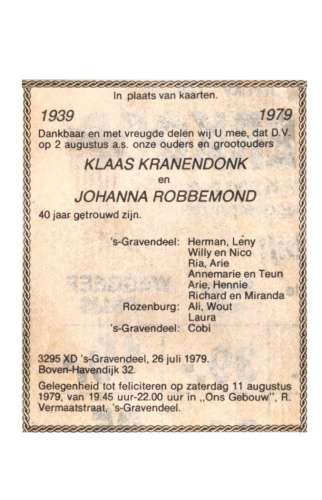 In plaats van kaarten.
1939 1979
Dankbaar en met vreugde delen wij U mee, dat D.V.
op 2 augustus a.s. onze ouders en grootouders
KLAAS KRANENDONK
en
JOHANNA ROBBEMOND
40 jaar getrouwd zijn.
's-Gravendeel: Herman, Leny
Willy en Nico
Ria, Arie
Annemarie en Teun
Arie, Hennie
Richard en Miranda
Rozenburg: Ali, Wout
Laura
's-Gravendeel: Cobi
3295 XD 's-Gravendeel, 26 juli 1979.
Boven-Havendijk 32.
Gelegenheid tot feliciteren op zaterdag 11 augustus
1979, van 19.45 uur-22.00 uur in ,,Ons Gebouw", R.
Vermaatstraat, 's-Gravendeel.